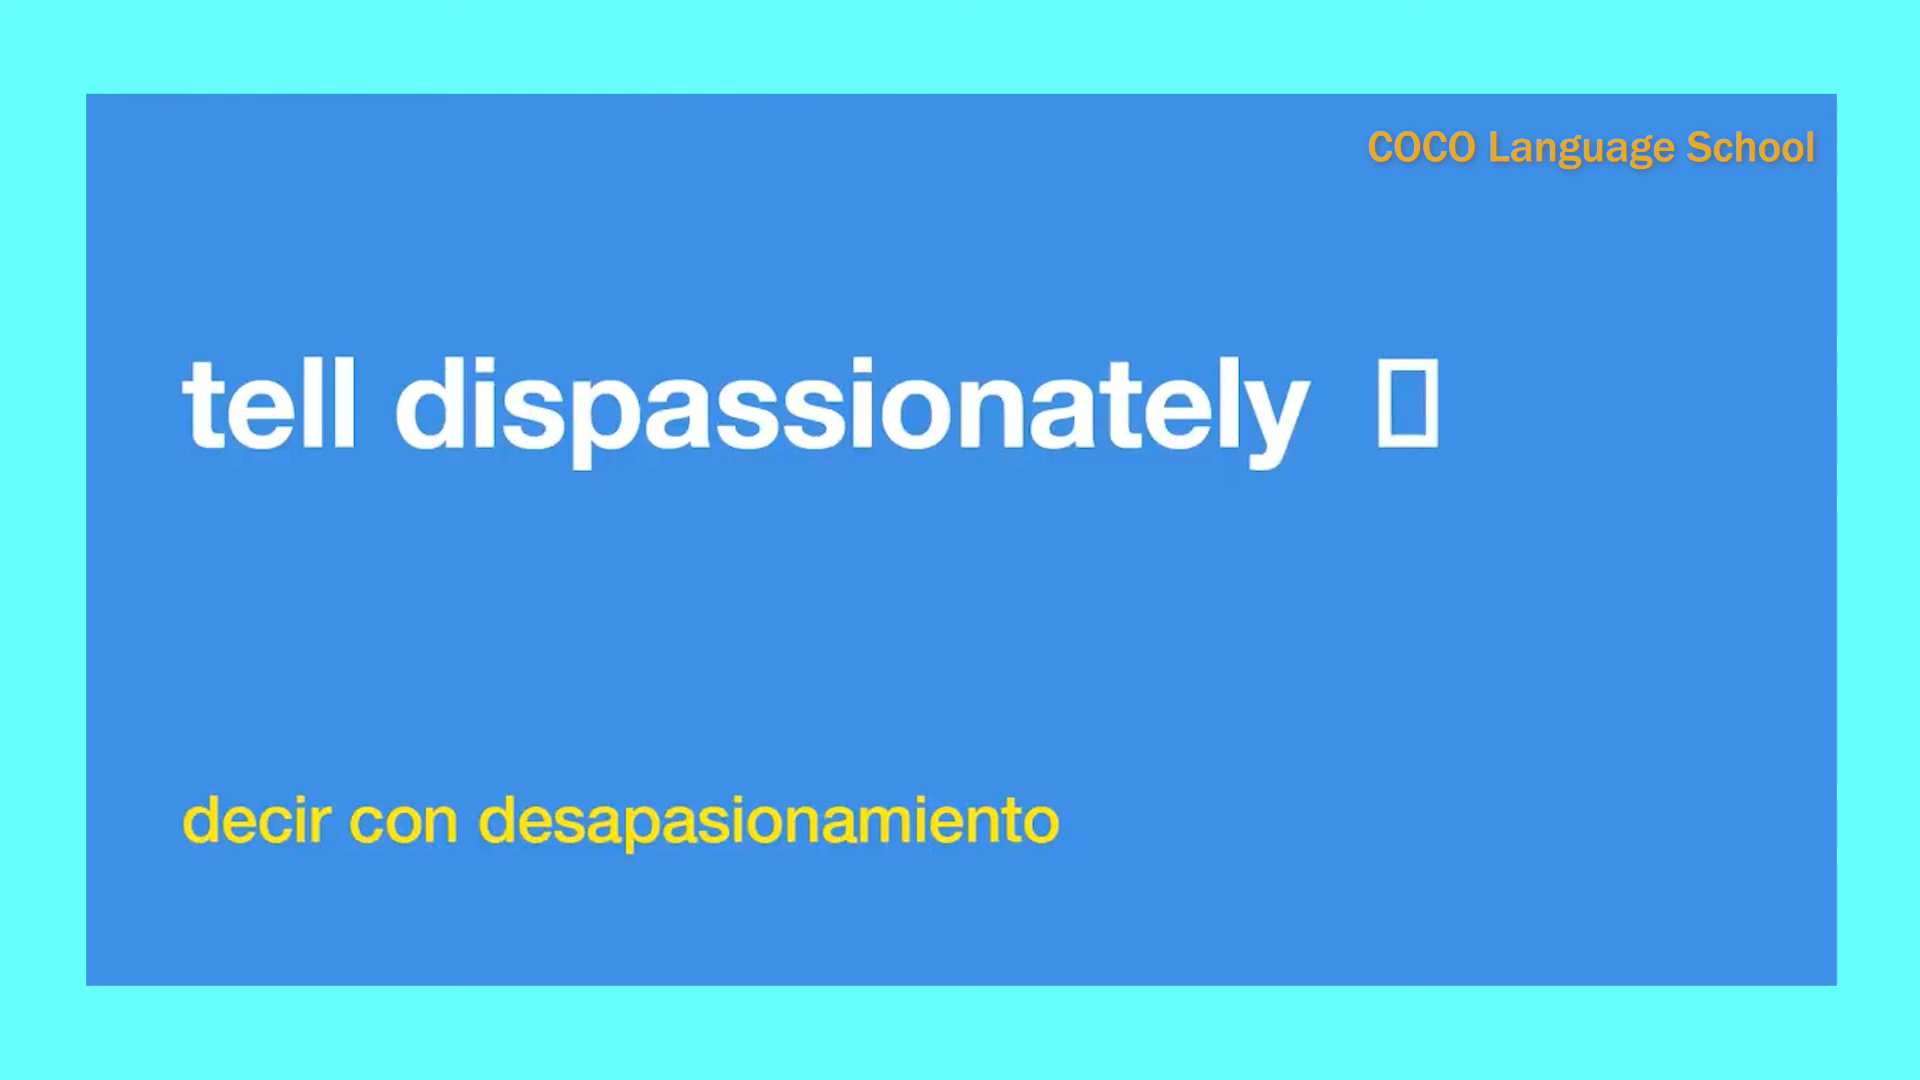 COCO Language School
tell dispassionately
decir con desapasionamiento